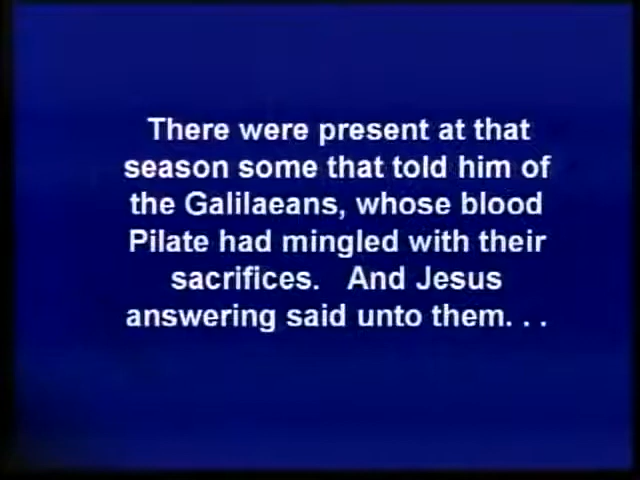 There were present at that
season some that told him of
the Galilaeans, whose blood
Pilate had mingled with their
sacrifices.   And Jesus
answering said unto them. . .